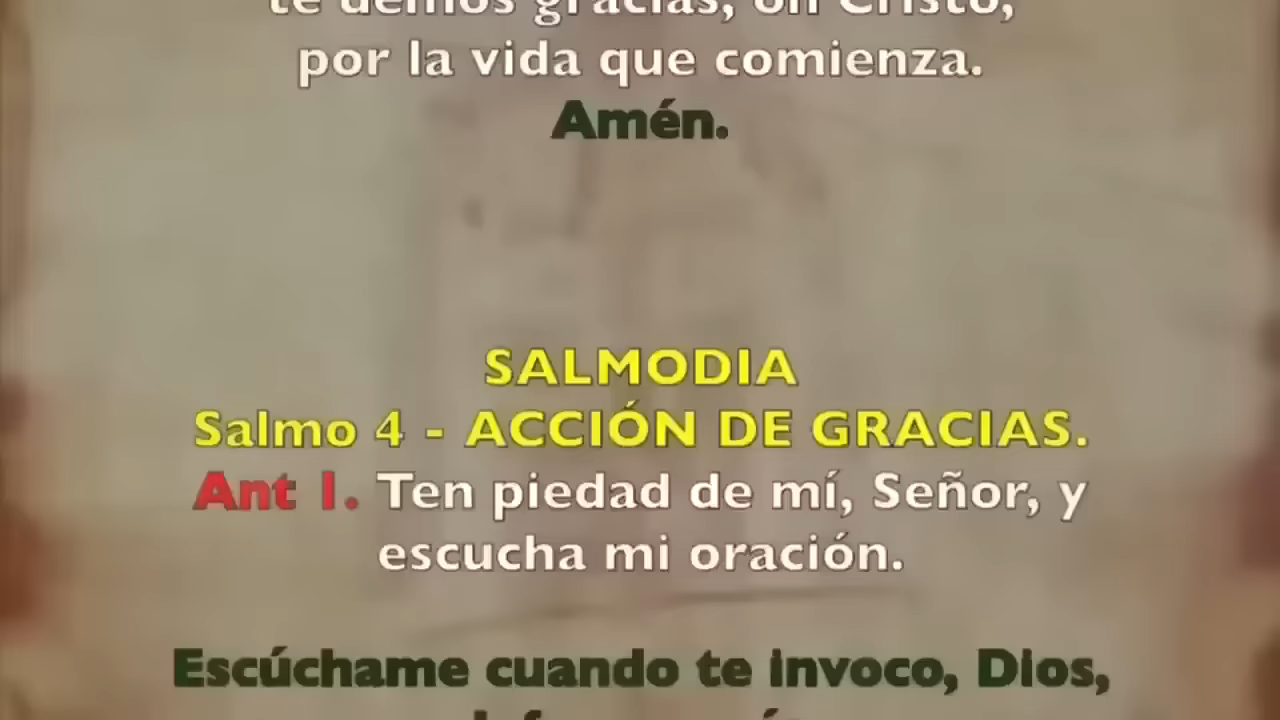 te demos gracias, oh Cristo,
por la vida que comienza.
Amén.
SALMODIA
Salmo 4 - ACCIÓN DE GRACIAS.
Ant 1. Ten piedad de mí, Señor, y
escucha mi oración.
Escúchame cuando te invoco, Dios,